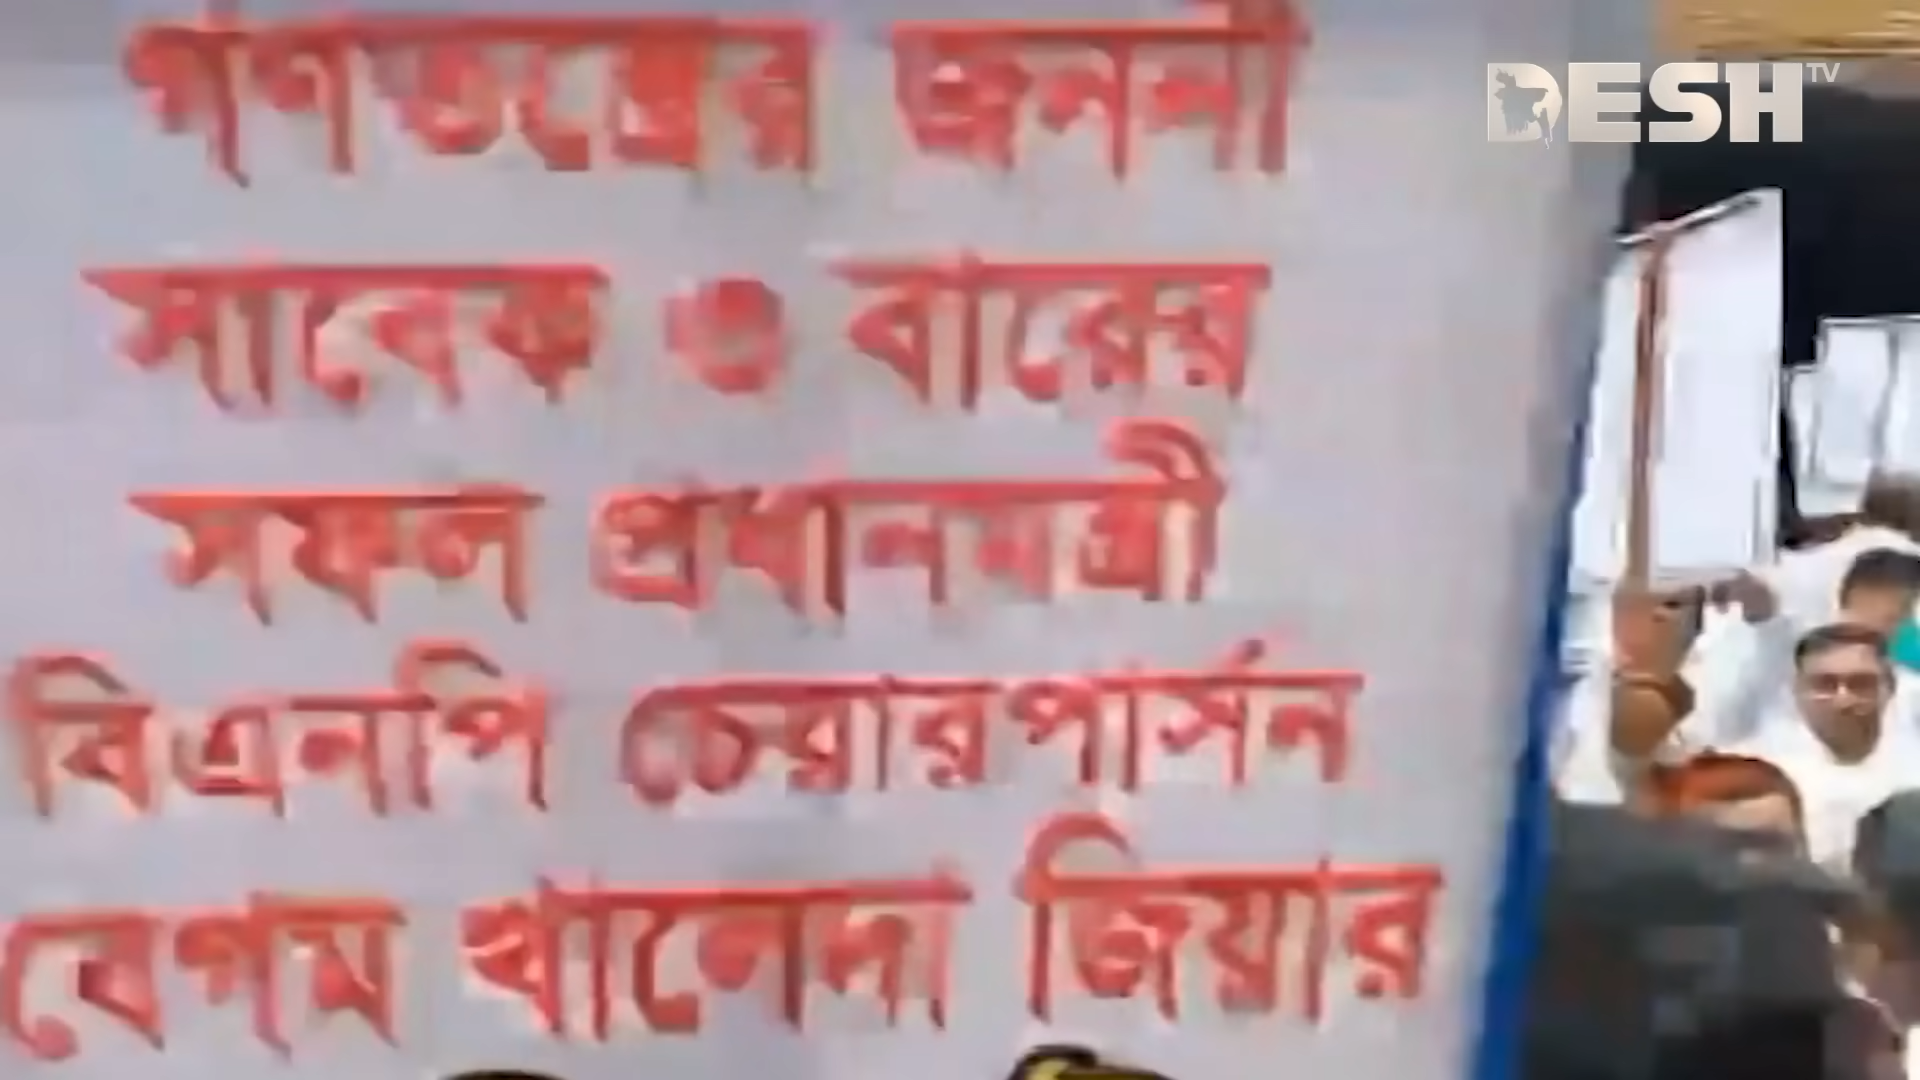 গণতন্ত্রের জননী
সাবেক ৩ বারের
সফল প্রধানমন্ত্রী
বিএনপি চেয়ারপার্সন
বেগম খালেদা জিয়ার
DESH TV